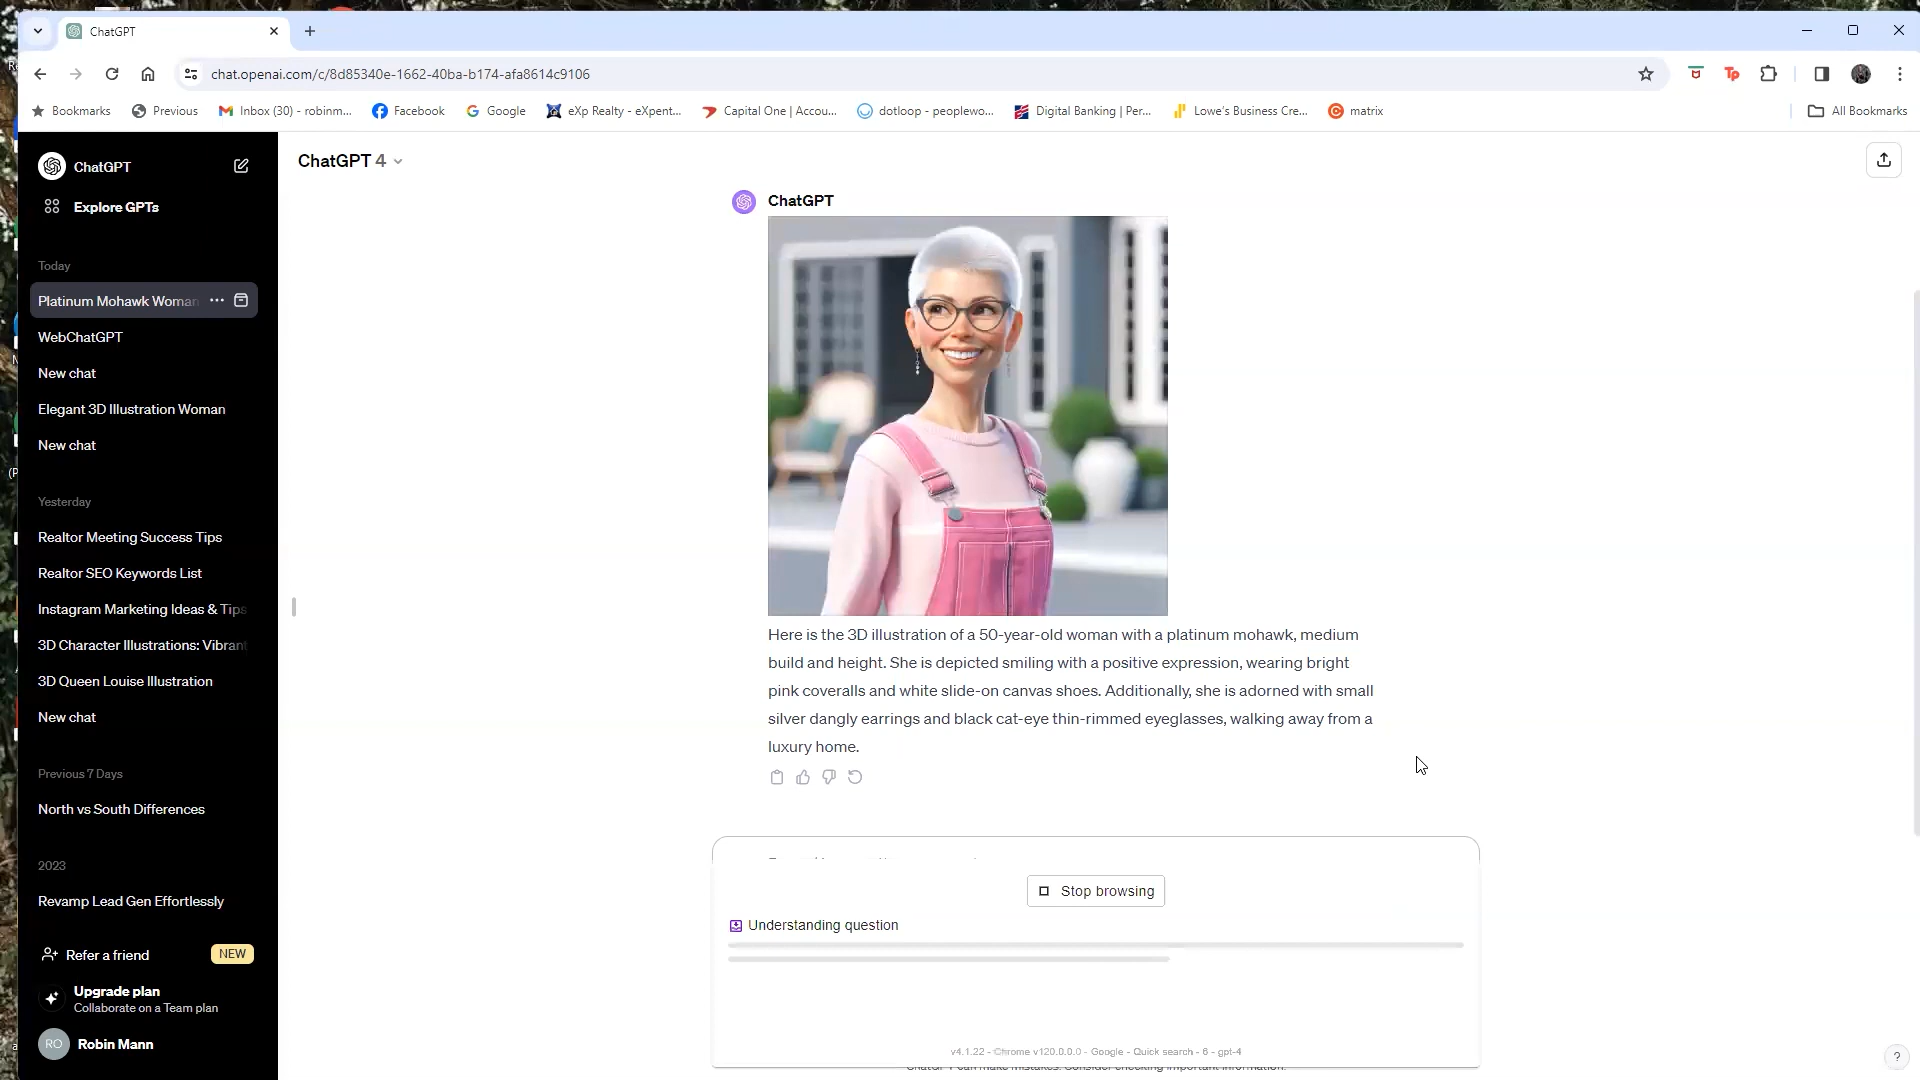 ChatGPT
chat.openai.com/c/8d85340e-1662-40ba-b174-afa8614c9106
Tp
Bookmarks
Previous
Inbox (30) - robinm...
Facebook
Google
eXp Realty - eXpent...
Capital One | Accou...
dotloop - peoplewo...
Digital Banking | Per...
Lowe's Business Cre...
matrix
All Bookmarks
ChatGPT
Explore GPTs
Today
Platinum Mohawk Woman
WebChatGPT
New chat
Elegant 3D Illustration Woman
New chat
Yesterday
Realtor Meeting Success Tips
Realtor SEO Keywords List
Instagram Marketing Ideas & Tips
3D Character Illustrations: Vibrant
3D Queen Louise Illustration
New chat
Previous 7 Days
North vs South Differences
2023
Revamp Lead Gen Effortlessly
Refer a friend
NEW
Upgrade plan
Collaborate on a Team plan
RO
Robin Mann
ChatGPT 4
ChatGPT
Here is the 3D illustration of a 50-year-old woman with a platinum mohawk, medium
build and height. She is depicted smiling with a positive expression, wearing bright
pink coveralls and white slide-on canvas shoes. Additionally, she is adorned with small
silver dangly earrings and black cat-eye thin-rimmed eyeglasses, walking away from a
luxury home.
Stop browsing
Understanding question
v4.1.22 - Chrome v120.0.0.0 - Google - Quick search - 6 - gpt-4
ChatGPT can make mistakes. Consider checking important information.
?